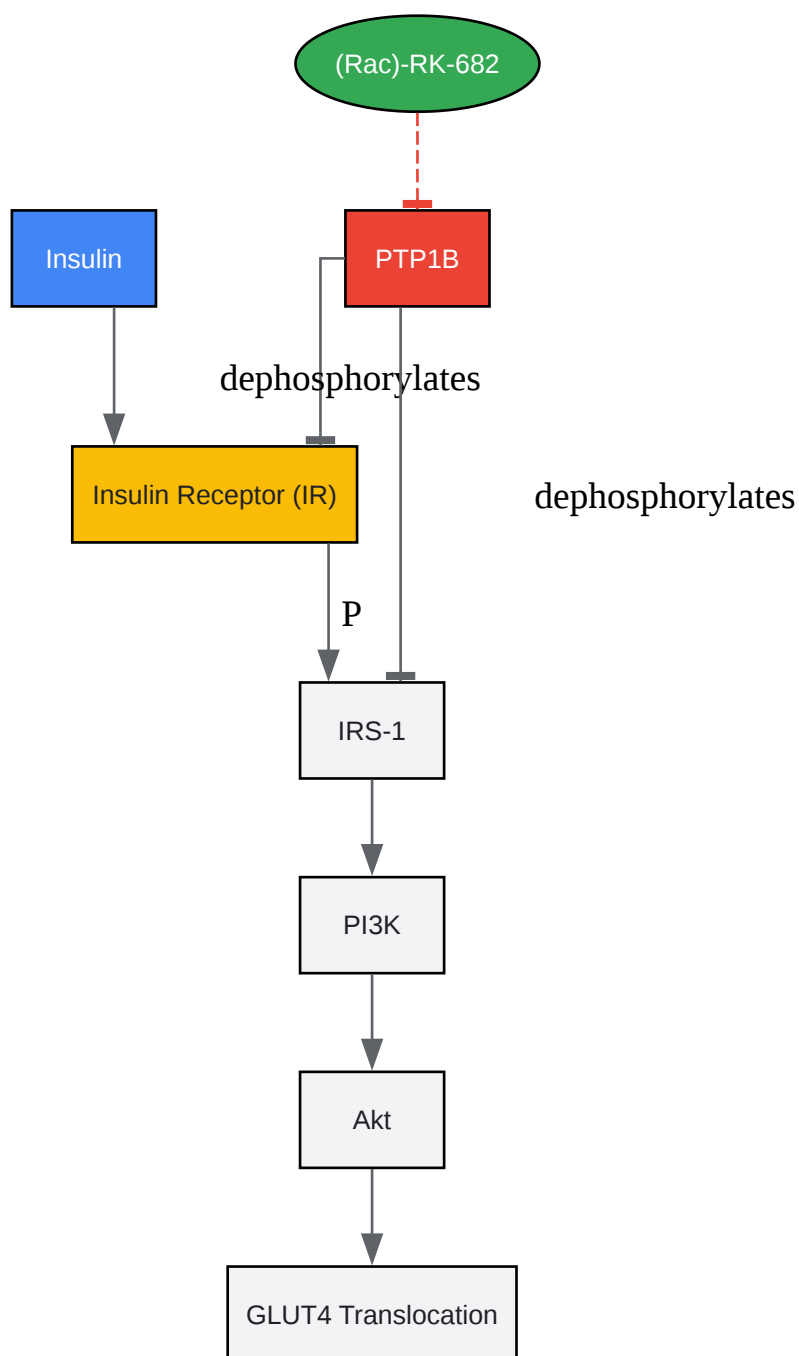 (Rac)-RK-682
Insulin
PTP1B
dephosphorylates
Insulin Receptor (IR)
dephosphorylates
P
IRS-1
PI3K
Akt
GLUT4 Translocation